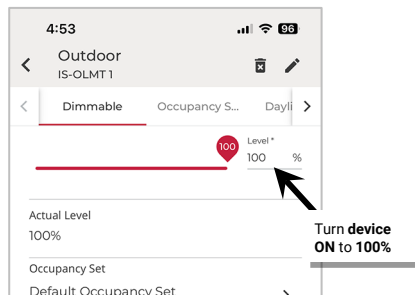 4:53
96
Outdoor
IS-OLMT 1
Dimmable
Occupancy S...
Dayli
100
Level *
100 %
Actual Level
100%
Turn device
ON to 100%
Occupancy Set
Default Occupancy Set